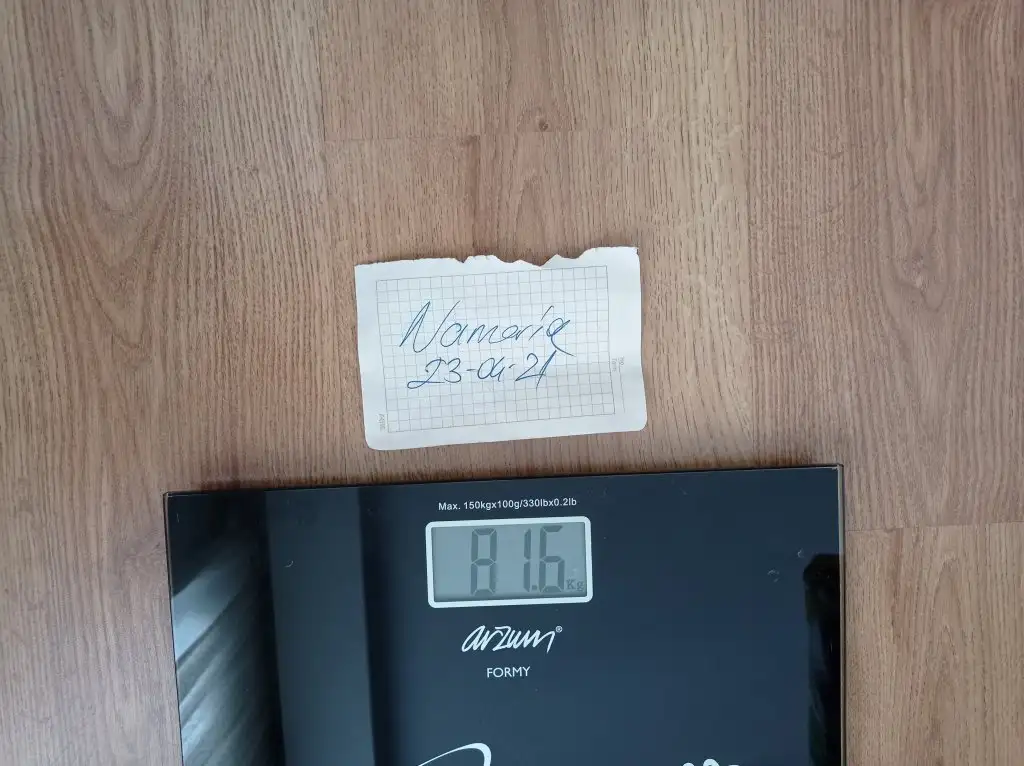 Namaria
23-04-21
Max. 150kgx100g/330lbx0.2lb
81.6 Kg
arzum®
FORMY